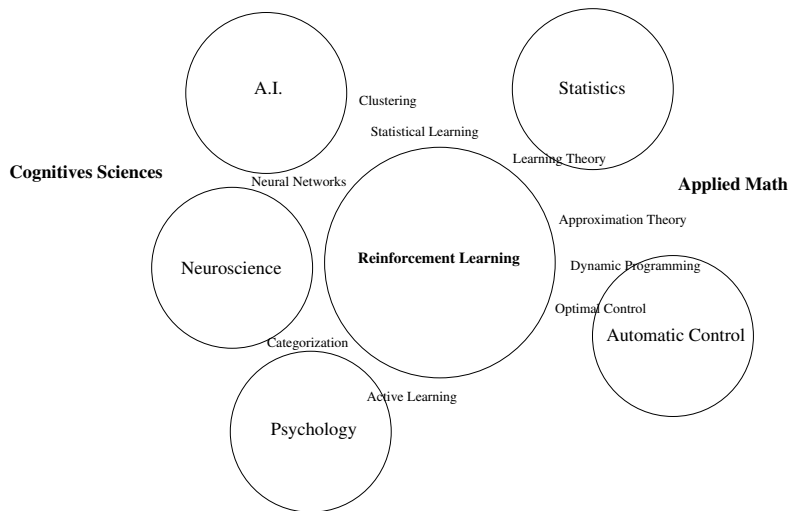 A.I.
Statistics
Clustering
Statistical Learning
Learning Theory
Cognitives Sciences
Neural Networks
Applied Math
Approximation Theory
Reinforcement Learning
Neuroscience
Dynamic Programming
Optimal Control
Automatic Control
Categorization
Active Learning
Psychology